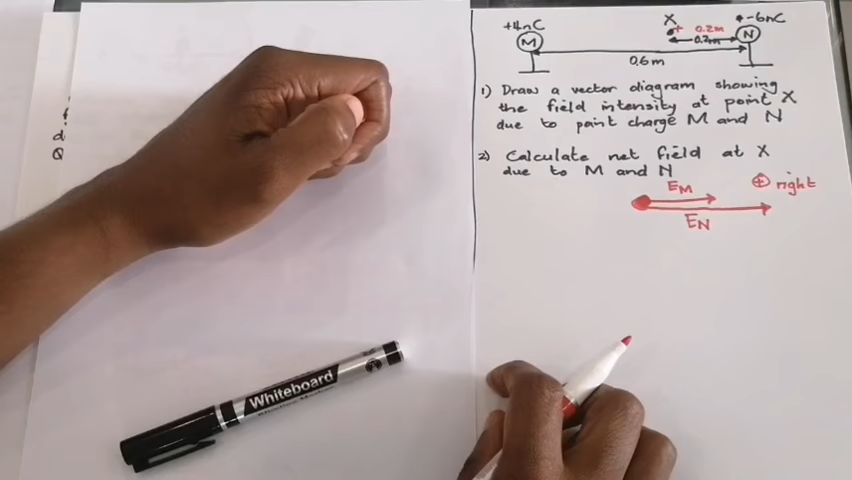 +4nC
X
+
0.2m
-6nC
M
0.2m
N
0.6m
1) Draw a vector diagram showing
the field intensity at point X
due to point charge M and N
2) Calculate net field at X
due to M and N
+ right
EM
EN
Whiteboard
d
Q